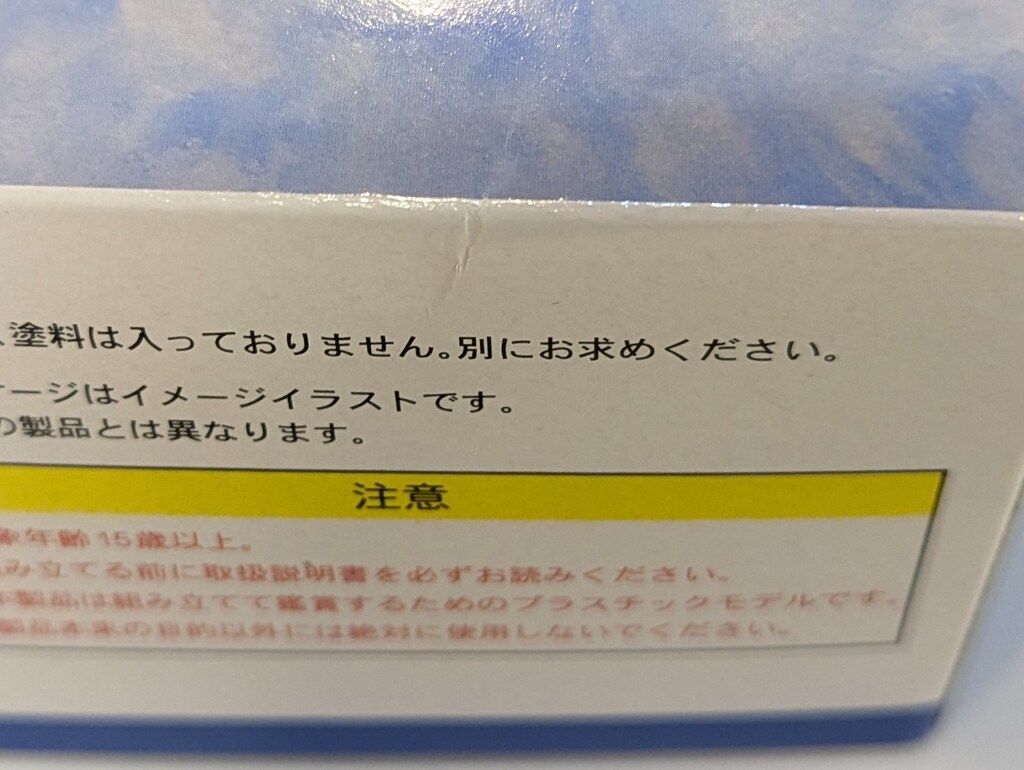 塗料は入っておりません。別にお求めください。
ージはイメージイラストです。
の製品とは異なります。
注意
象年齢15歳以上。
み立てる前に取扱説明書を必ずお読みください。
製品は組み立てて鑑賞するためのプラスチックモデルです。
製品本来の目的以外には絶対に使用しないでください。